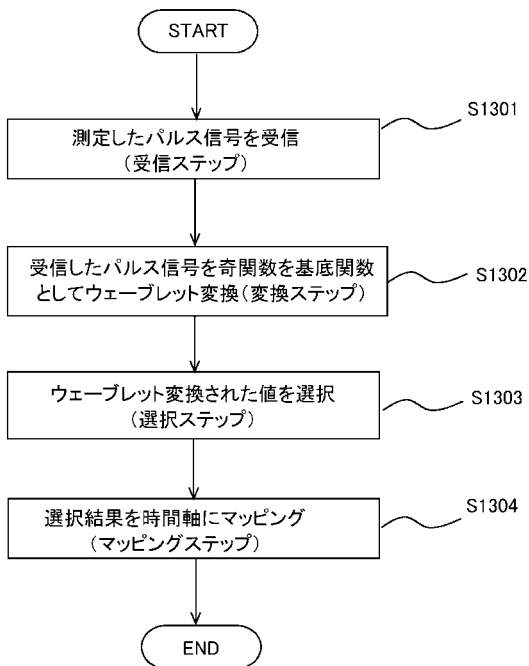 START
S1301
測定したパルス信号を受信
(受信ステップ)
受信したパルス信号を奇関数を基底関数
としてウェーブレット変換(変換ステップ)
S1302
ウェーブレット変換された値を選択
(選択ステップ)
S1303
選択結果を時間軸にマッピング
(マッピングステップ)
S1304
END